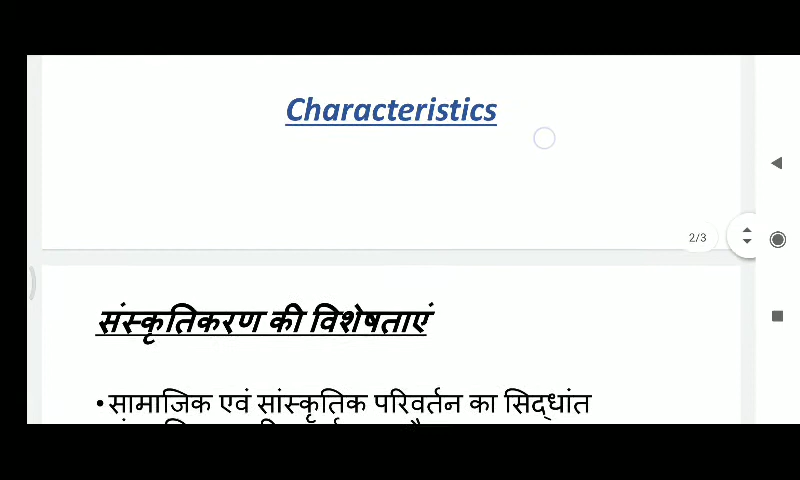 Characteristics
2/3
संस्कृतिकरण की विशेषताएं
• सामाजिक एवं सांस्कृतिक परिवर्तन का सिद्धांत